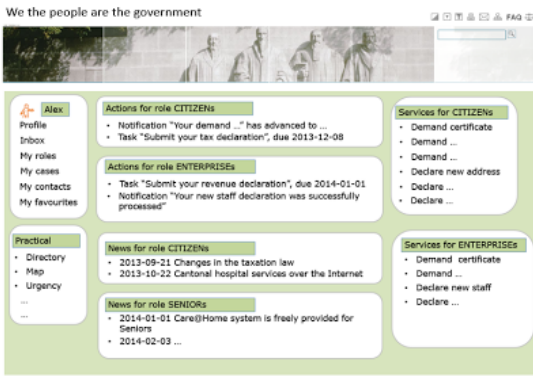 We the people are the government
FAQ
Alex
Profile
Inbox
My roles
My cases
My contacts
My favourites
Practical
• Directory
• Map
• Urgency
...
...
Actions for role CITIZENs
• Notification "Your demand ..." has advanced to ...
• Task "Submit your tax declaration", due 2013-12-08
Actions for role ENTERPRISEs
• Task "Submit your revenue declaration", due 2014-01-01
• Notification "Your new staff declaration was successfully
processed"
News for role CITIZENs
• 2013-09-21 Changes in the taxation law
• 2013-10-22 Cantonal hospital services over the Internet
News for role SENIORs
• 2014-01-01 Care@Home system is freely provided for
Seniors
• 2014-02-03 ...
Services for CITIZENs
• Demand certificate
• Demand ...
• Demand ...
• Declare new address
• Declare ...
• Declare ...
Services for ENTERPRISEs
• Demand certificate
• Demand ..
• Declare new staff
• Declare ...